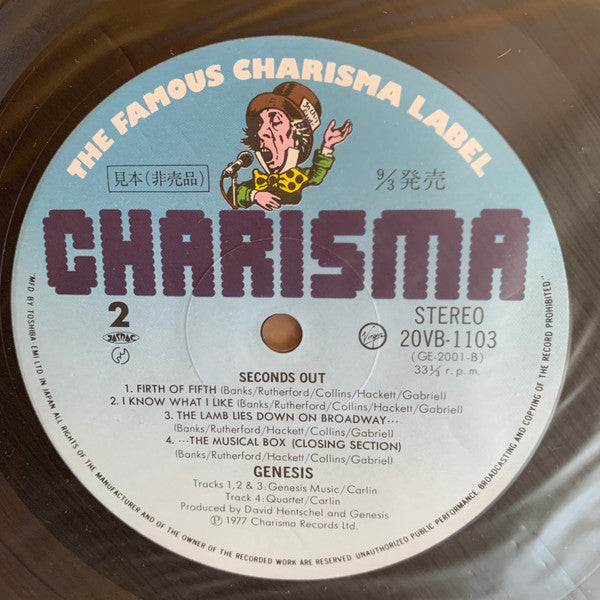 THE FAMOUS CHARISMA LABEL
見本(非売品)
9/3発売
CHARISMA
2
STEREO
20VB-1103
(GE-2001-B)
33⅓ r.p.m.
Virgin
SECONDS OUT
1. FIRTH OF FIFTH (Banks/Rutherford/Collins/Hackett/Gabriel)
2. I KNOW WHAT I LIKE (Banks/Rutherford/Collins/Hackett/Gabriel)
3. THE LAMB LIES DOWN ON BROADWAY…
(Banks/Rutherford/Hackett/Collins/Gabriel)
4. …THE MUSICAL BOX (CLOSING SECTION)
(Banks/Rutherford/Hackett/Collins/Gabriel)
GENESIS
Tracks 1, 2 & 3: Genesis Music/Carlin
Track 4: Quartet/Carlin
Produced by David Hentschel and Genesis
Ⓟ 1977 Charisma Records Ltd.
"MFD BY TOSHIBA EMI LTD IN JAPAN ALL RIGHTS OF THE MANUFACTURER AND OF THE OWNER OF THE RECORDED WORK ARE RESERVED. UNAUTHORIZED PUBLIC PERFORMANCE, BROADCASTING AND COPYING OF THE RECORD PROHIBITED"